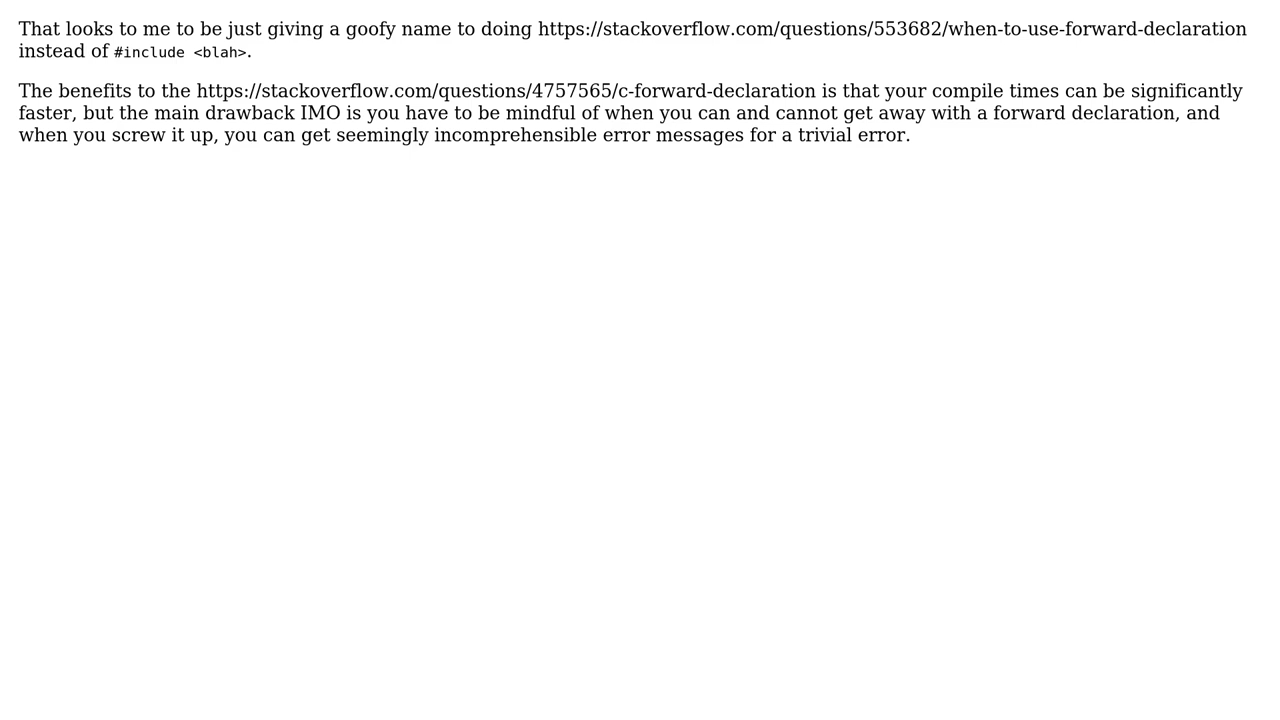 That looks to me to be just giving a goofy name to doing https://stackoverflow.com/questions/553682/when-to-use-forward-declaration
instead of #include <blah>.
The benefits to the https://stackoverflow.com/questions/4757565/c-forward-declaration is that your compile times can be significantly
faster, but the main drawback IMO is you have to be mindful of when you can and cannot get away with a forward declaration, and
when you screw it up, you can get seemingly incomprehensible error messages for a trivial error.